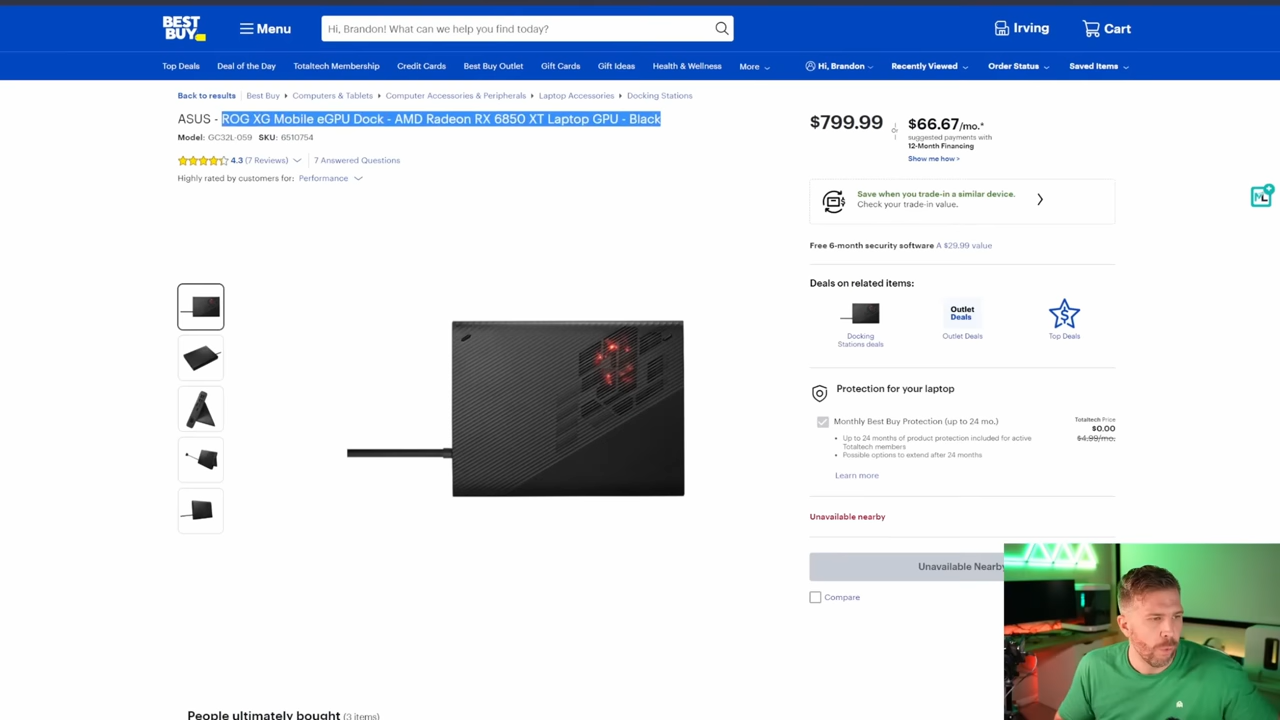 BEST
BUY
Menu
Hi, Brandon! What can we help you find today?
Irving
Cart
Top Deals
Deal of the Day
Totaltech Membership
Credit Cards
Best Buy Outlet
Gift Cards
Gift Ideas
Health & Wellness
More
Hi, Brandon
Recently Viewed
Order Status
Saved Items
Back to results
Best Buy
Computers & Tablets
Computer Accessories & Peripherals
Laptop Accessories
Docking Stations
ASUS - ROG XG Mobile eGPU Dock - AMD Radeon RX 6850 XT Laptop GPU - Black
Model: GC32L-059 SKU: 6510754
4.3 (7 Reviews)
7 Answered Questions
Highly rated by customers for: Performance
$799.99
or
$66.67/mo.*
suggested payments with
12-Month Financing
Show me how >
Save when you trade-in a similar device.
Check your trade-in value.
Free 6-month security software A $29.99 value
Deals on related items:
Docking
Stations deals
Outlet
Deals
Outlet Deals
Top Deals
Protection for your laptop
Monthly Best Buy Protection (up to 24 mo.)
Totaltech Price
$0.00
$4.99/mo.
• Up to 24 months of product protection included for active
Totaltech members
• Possible options to extend after 24 months
Learn more
Unavailable nearby
Unavailable Nearby
Compare
People ultimately bought (3 items)